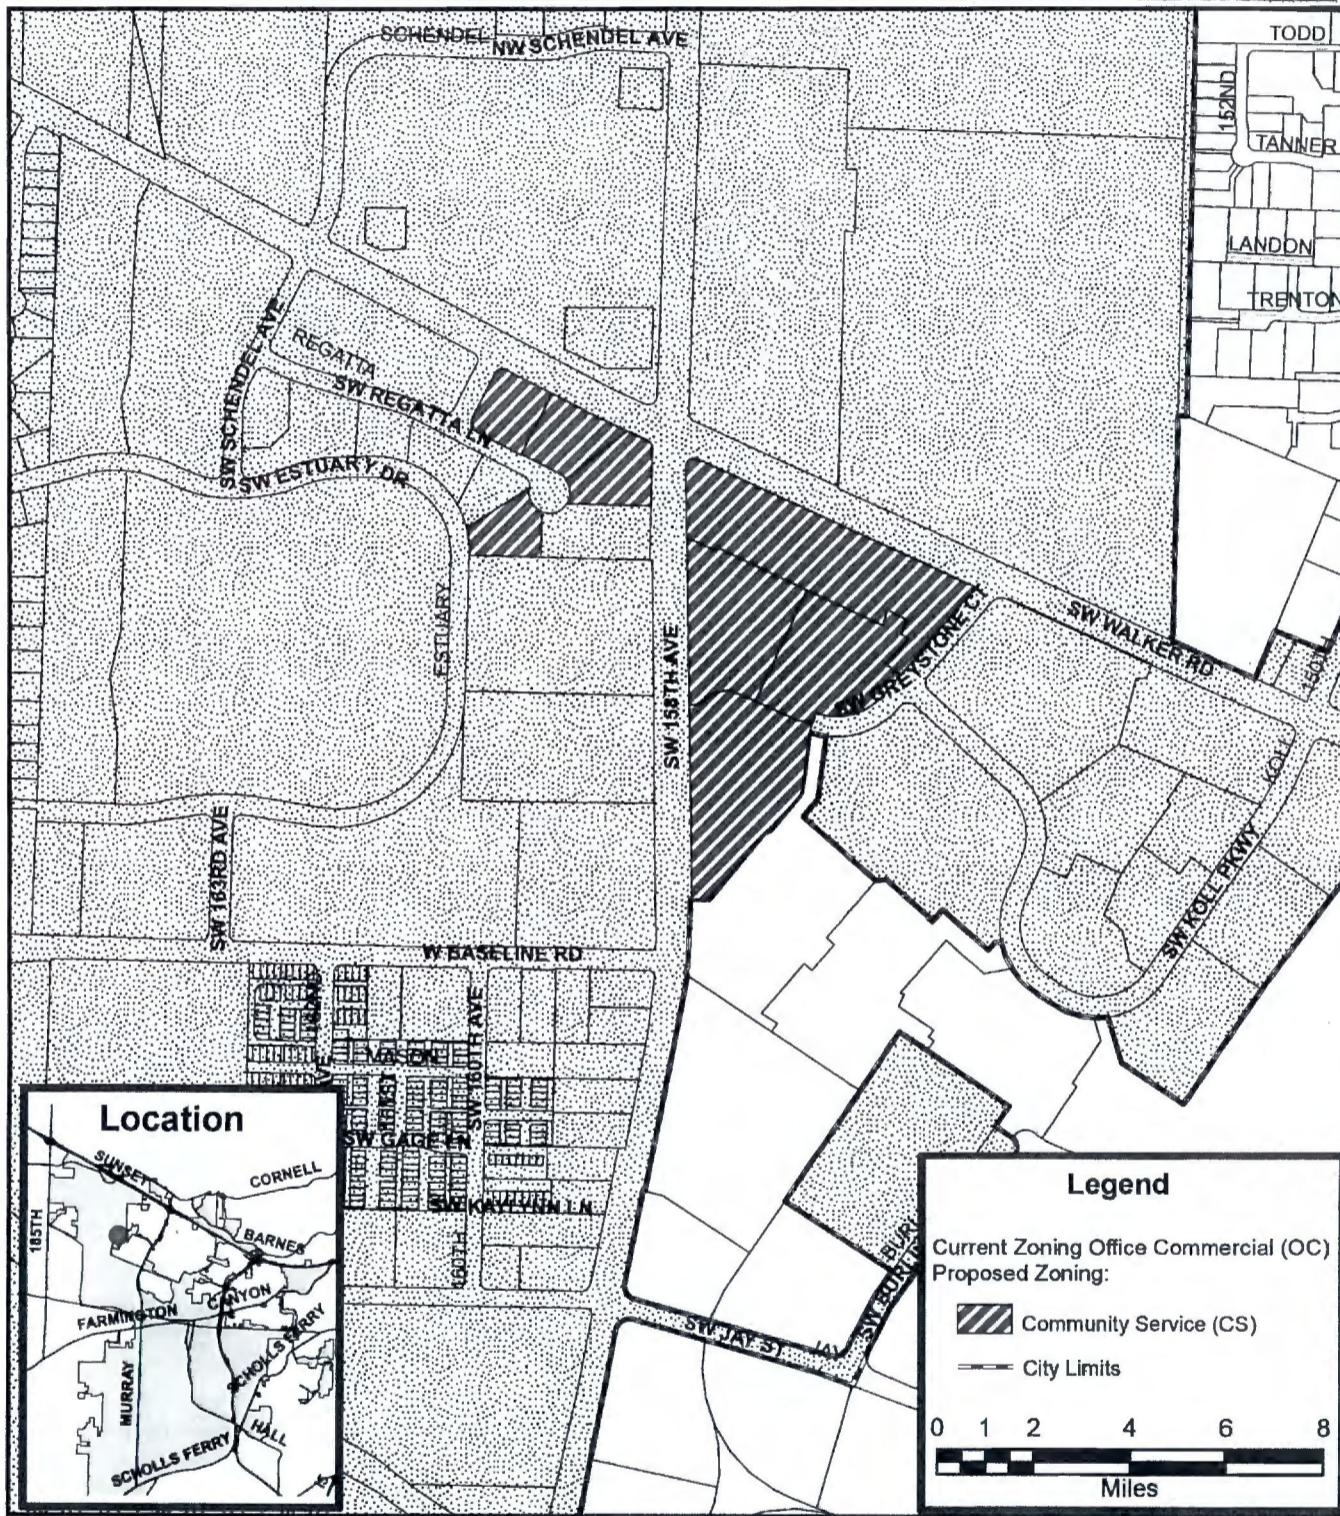 SCHENDEL
NW SCHENDEL AVE
TODD
152ND
TANNER
LANDON
TRENTON
SW SCHENDEL AVE
REGATTA
SW REGATTA LN
SW ESTUARY DR
ESTUARY
SW 158TH AVE
SW GREYSTONE CT
SW WALKER RD
150TH
KOLL
SW KOLL PKWY
SW 163RD AVE
W BASELINE RD
MASON
SW 160TH AVE
SW GAGE LN
SW KAYLYNN LN
160TH
SW JAY ST
JAY
Location
SUNSET
CORNELL
185TH
BARNES
CANYON
FARMINGTON
SCHOLLS FERRY
MURRAY
HALL
SCHOLLS FERRY
Legend
Current Zoning Office Commercial (OC)
Proposed Zoning:
Community Service (CS)
City Limits
0 1 2 4 6 8
Miles